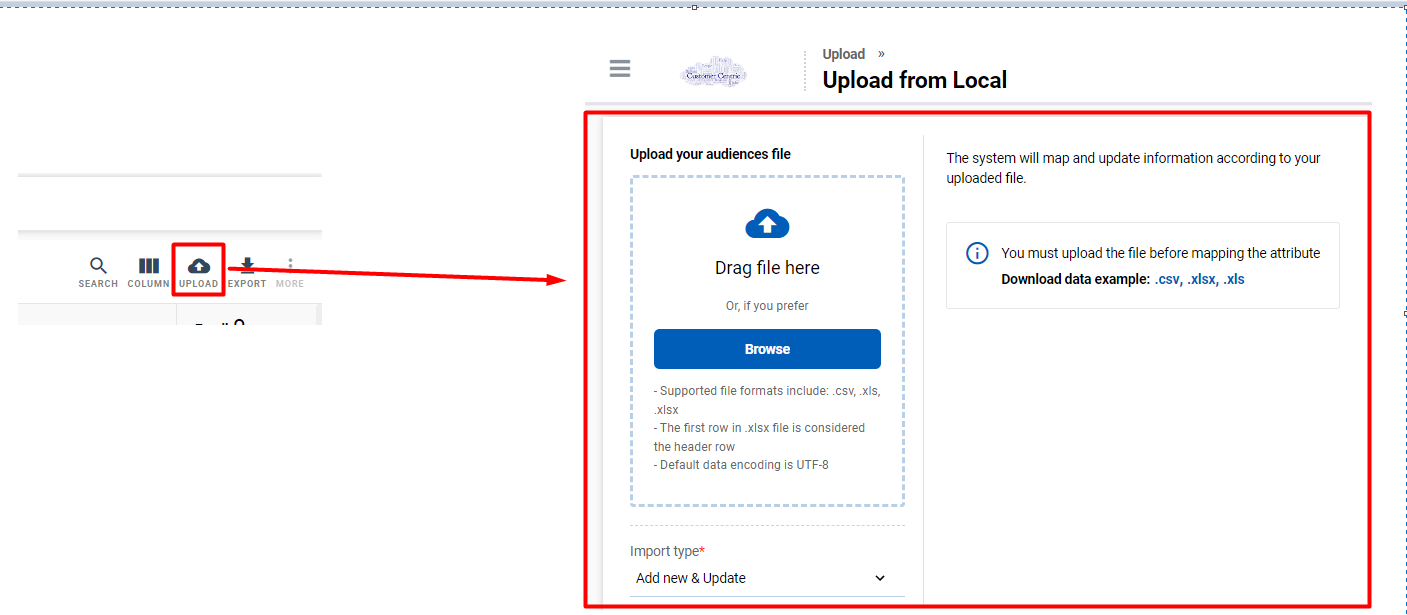 Customer Centric
Upload »
Upload from Local
SEARCH COLUMN UPLOAD EXPORT MORE
Upload your audiences file
Drag file here
Or, if you prefer
Browse
- Supported file formats include: .csv, .xls,
.xlsx
- The first row in .xlsx file is considered
the header row
- Default data encoding is UTF-8
Import type*
Add new & Update
The system will map and update information according to your
uploaded file.
You must upload the file before mapping the attribute
Download data example: .csv, .xlsx, .xls